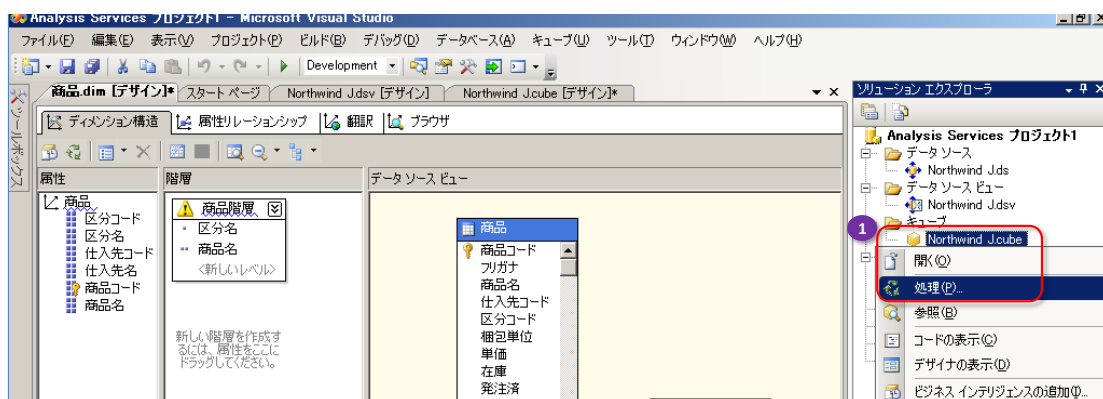 Analysis Services プロジェクト1 - Microsoft Visual Studio
ファイル(F) 編集(E) 表示(V) プロジェクト(P) ビルド(B) デバッグ(D) データベース(A) キューブ(U) ツール(T) ウィンドウ(W) ヘルプ(H)
Development
商品.dim [デザイン]* スタート ページ Northwind J.dsv [デザイン] Northwind J.cube [デザイン]*
ツールボックス
ディメンション構造 属性リレーションシップ 翻訳 ブラウザ
属性 階層 データ ソース ビュー
商品
区分コード
区分名
仕入先コード
仕入先名
商品コード
商品名
商品階層
区分名
商品名
<新しいレベル>
新しい階層を作成す
るには、属性をここに
ドラッグしてください。
商品
商品コード
フリガナ
商品名
仕入先コード
区分コード
梱包単位
単価
在庫
発注済
ソリューション エクスプローラ
Analysis Services プロジェクト1
データ ソース
Northwind J.ds
データ ソース ビュー
Northwind J.dsv
キューブ
1
Northwind J.cube
開く(O)
処理(P)...
参照(B)
コードの表示(C)
デザイナの表示(D)
ビジネス インテリジェンスの追加(I)...